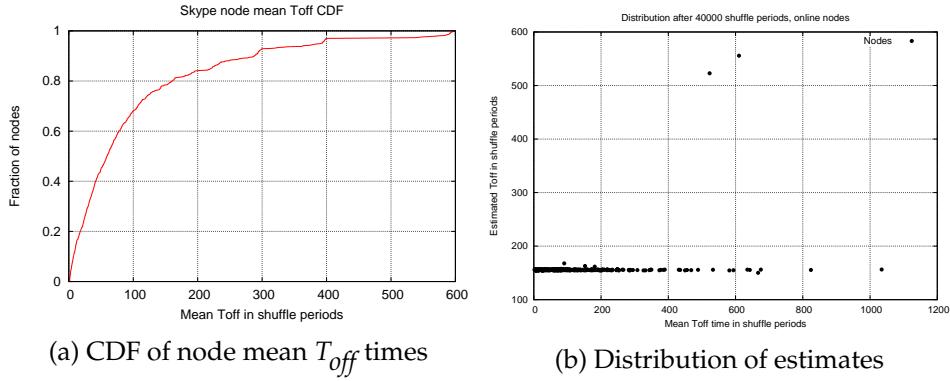 Skype node mean Toff CDF
Fraction of nodes
1
0.8
0.6
0.4
0.2
0
0 100 200 300 400 500 600
Mean Toff in shuffle periods
(a) CDF of node mean Toff times
Distribution after 40000 shuffle periods, online nodes
Nodes
Estimated Toff in shuffle periods
600
500
400
300
200
100
0 200 400 600 800 1000 1200
Mean Toff time in shuffle periods
(b) Distribution of estimates